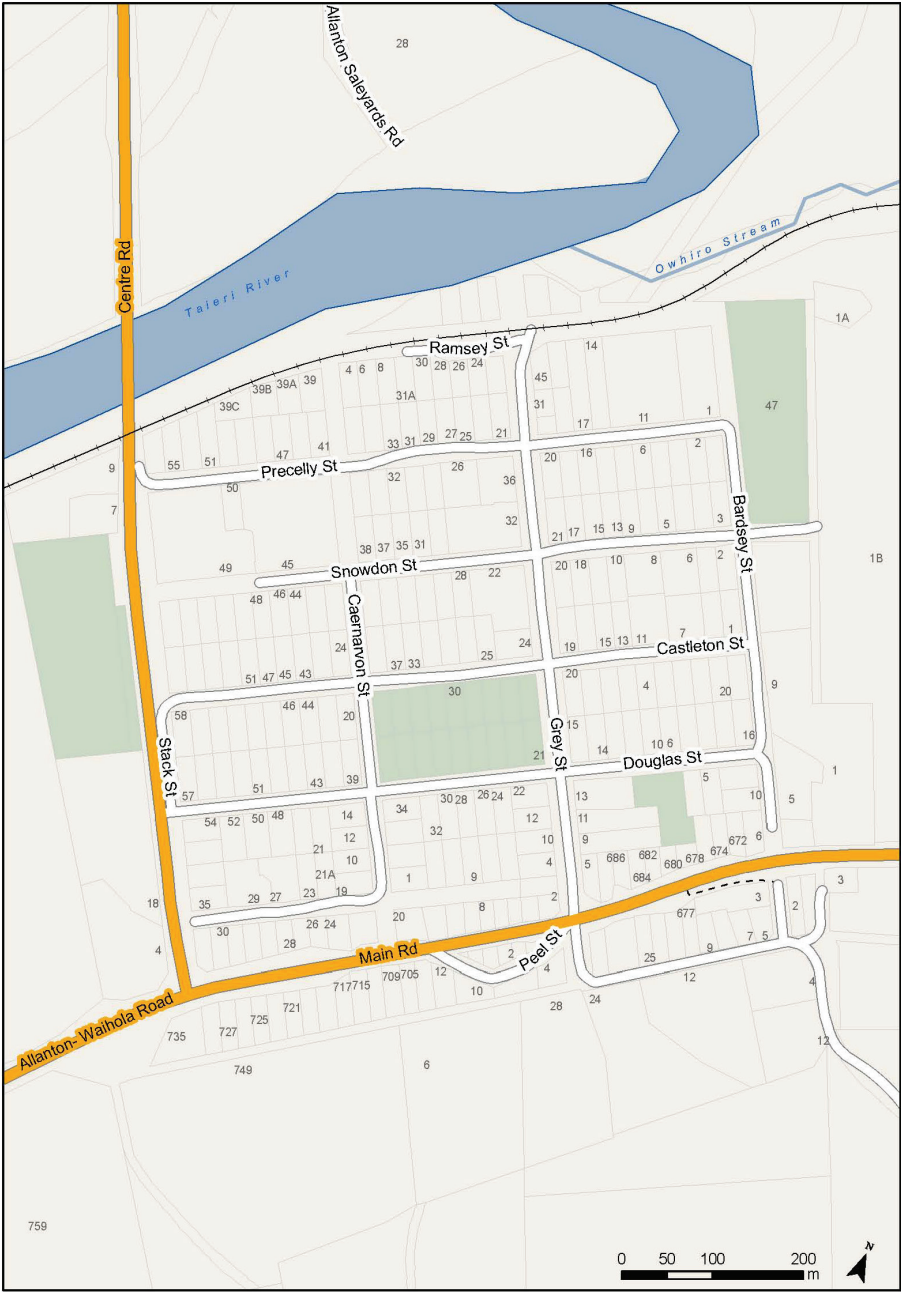 28
Allanton Saleyards Rd
Centre Rd
Taieri River
Owhiro Stream
1A
Ramsey St
14
4 6 8
30 28 26 24
39B 39A 39
39C
31A
45
31
47
1
11
17
41
33 31 29 27 25 21
47
51
55
9
Precelly St
50
32
26
20
16
6
2
36
7
32
Bardsey St
3
5
9
13
15
17
21
38 37 35 31
45
49
Snowdon St
1B
48 46 44
28 22
20 18 10 8 6 2
Caernarvon St
24
24
19 15 13 11 7 1
Castleton St
37 33 25
51 47 45 43
20
9
58
46 44
20
30
4
20
Grey St
15
16
Stack St
21
14
10 6
Douglas St
57
51
43
39
5
1
54 52 50 48
14
34
30 28 26 24 22
13
10
5
12
32
12
11
21
10
10
9
6
21A
4
5
686 682 680 678 674 672
684
1
9
35
29 27 23 19
2
3
18
30
26 24
20
8
677
3
2
28
4
Main Rd
Peel St
2
4
7 5
9
25
12
717 715 709 705
12
10
4
28
24
721
725
727
735
Allanton- Waihola Road
12
749
6
759
0 50 100 200
m
N